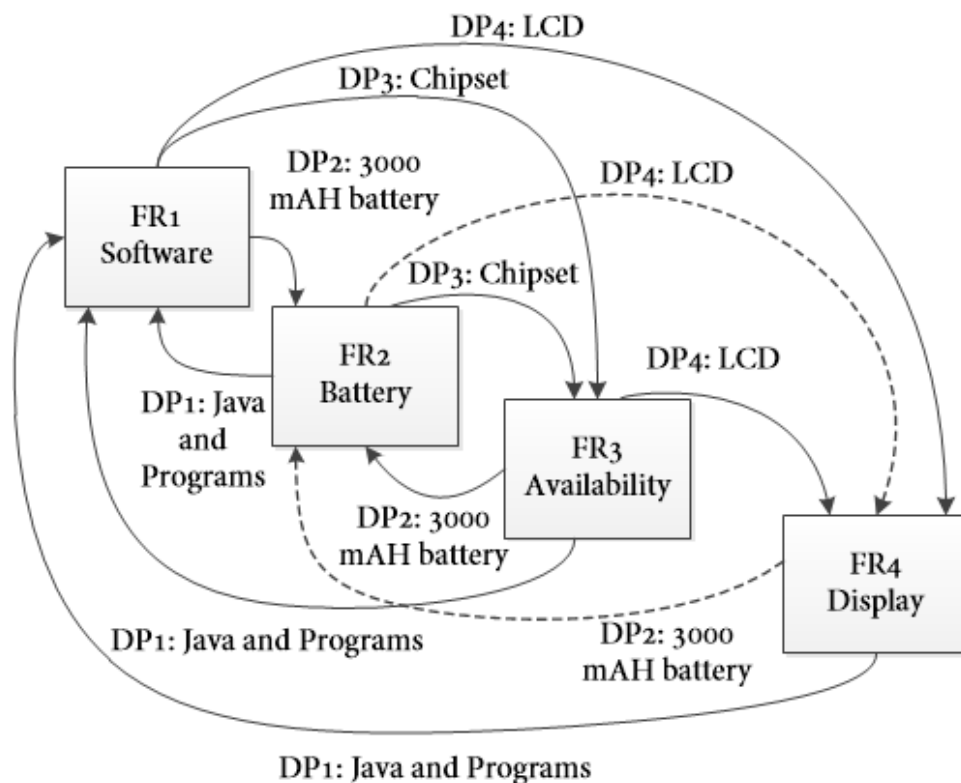 DP4: LCD
DP3: Chipset
DP2: 3000
mAH battery
DP4: LCD
FR1
Software
DP3: Chipset
FR2
Battery
DP4: LCD
DP1: Java
and
Programs
FR3
Availability
DP2: 3000
mAH battery
FR4
Display
DP1: Java and Programs
DP2: 3000
mAH battery
DP1: Java and Programs